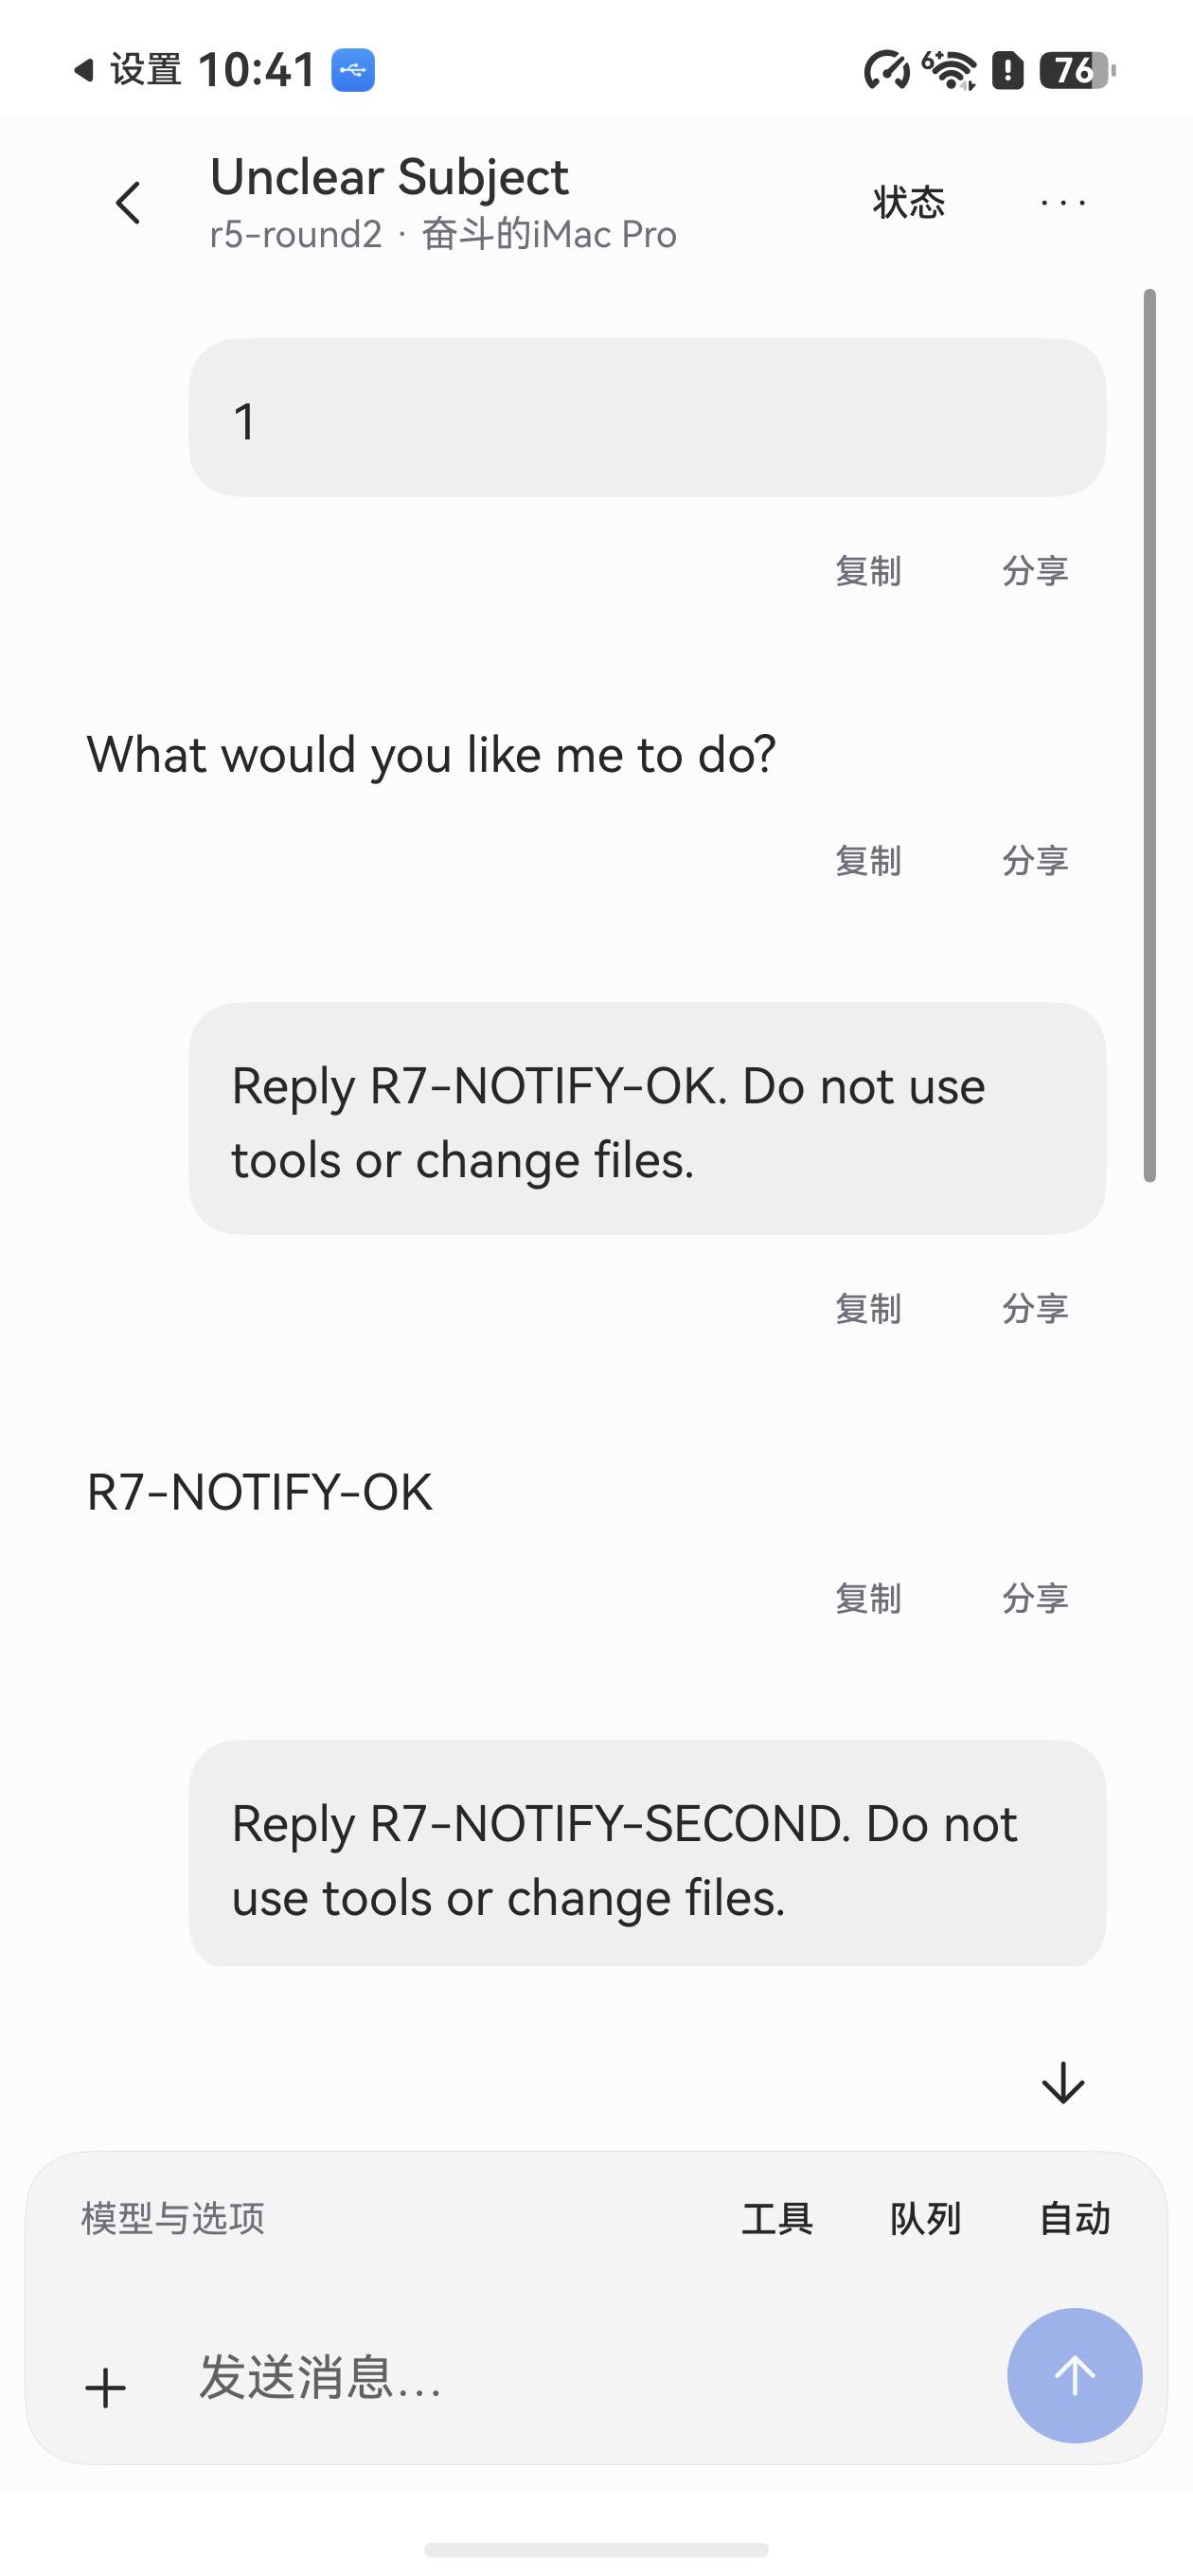 设置 10:41
6+
76
Unclear Subject
状态
r5-round2 · 奋斗的iMac Pro
1
复制 分享
What would you like me to do?
复制 分享
Reply R7-NOTIFY-OK. Do not use
tools or change files.
复制 分享
R7-NOTIFY-OK
复制 分享
Reply R7-NOTIFY-SECOND. Do not
use tools or change files.
模型与选项 工具 队列 自动
发送消息...